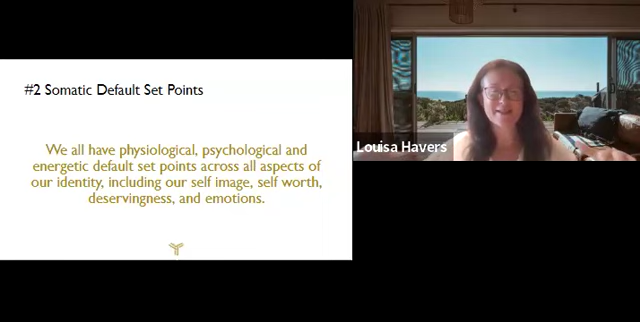 #2 Somatic Default Set Points
We all have physiological, psychological and
energetic default set points across all aspects of
our identity, including our self image, self worth,
deservingness, and emotions.
Louisa Havers